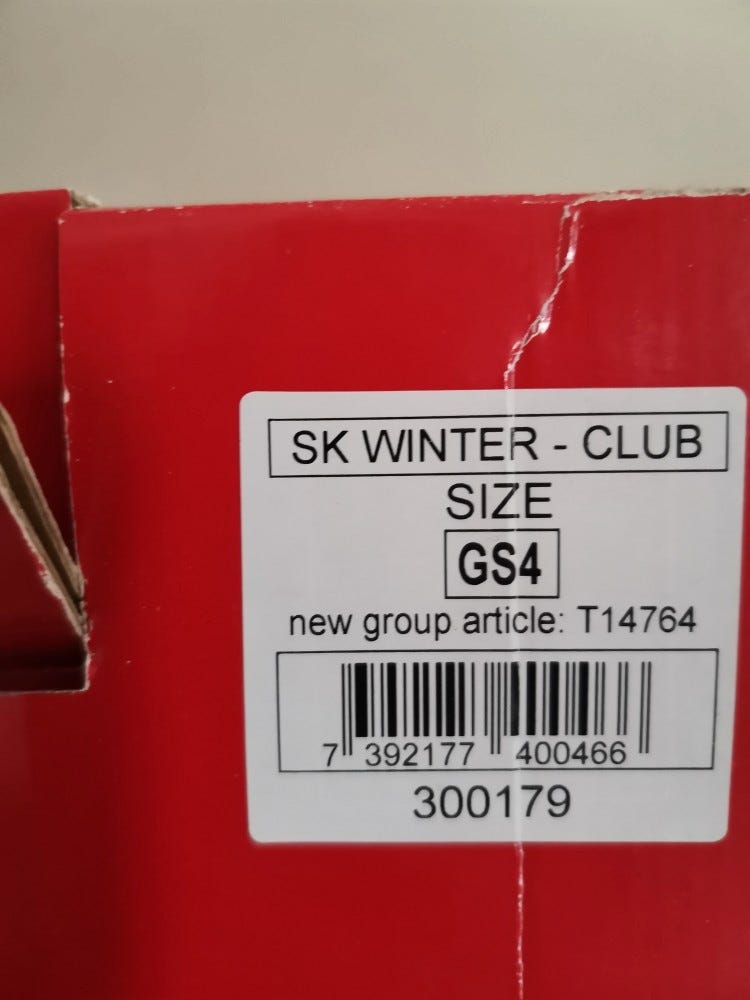 SK WINTER - CLUB
SIZE
GS4
new group article: T14764
7 392177 400466
300179